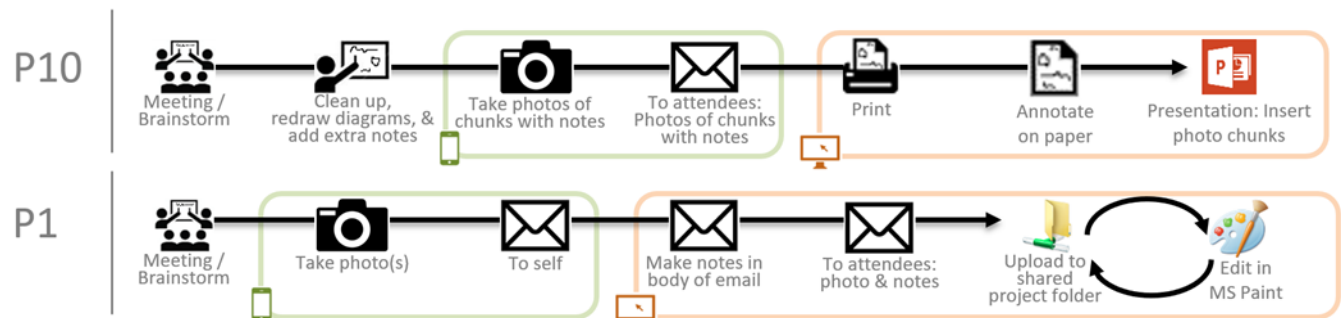 P10
Meeting /
Brainstorm
Clean up,
redraw diagrams, &
add extra notes
Take photos of
chunks with notes
To attendees:
Photos of chunks
with notes
Print
Annotate
on paper
P
Presentation: Insert
photo chunks
P1
Meeting /
Brainstorm
Take photo(s)
To self
Make notes in
body of email
To attendees:
photo & notes
Upload to
shared
project folder
Edit in
MS Paint